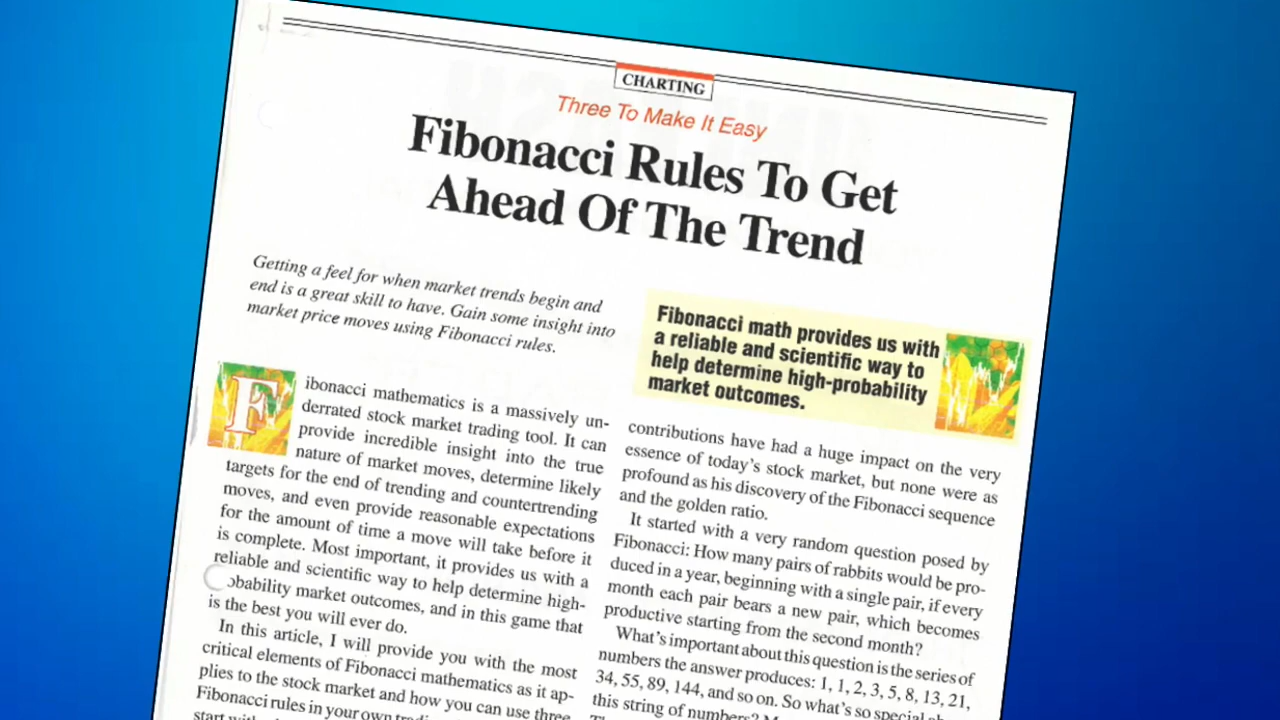 CHARTING
Three To Make It Easy
Fibonacci Rules To Get
Ahead Of The Trend
Getting a feel for when market trends begin and
end is a great skill to have. Gain some insight into
market price moves using Fibonacci rules.
Fibonacci math provides us with
a reliable and scientific way to
help determine high-probability
market outcomes.
Fibonacci mathematics is a massively un-
derrated stock market trading tool. It can
provide incredible insight into the true
nature of market moves, determine likely
targets for the end of trending and countertrending
moves, and even provide reasonable expectations
for the amount of time a move will take before it
is complete. Most important, it provides us with a
reliable and scientific way to help determine high-
obability market outcomes, and in this game that
is the best you will ever do.
In this article, I will provide you with the most
critical elements of Fibonacci mathematics as it ap-
plies to the stock market and how you can use three
Fibonacci rules in your own
start
contributions have had a huge impact on the very
essence of today's stock market, but none were as
profound as his discovery of the Fibonacci sequence
and the golden ratio.
It started with a very random question posed by
Fibonacci: How many pairs of rabbits would be pro-
duced in a year, beginning with a single pair, if every
month each pair bears a new pair, which becomes
productive starting from the second month?
What's important about this question is the series of
numbers the answer produces: 1, 1, 2, 3, 5, 8, 13, 21,
34, 55, 89, 144, and so on. So what's so special
this string of numbers?